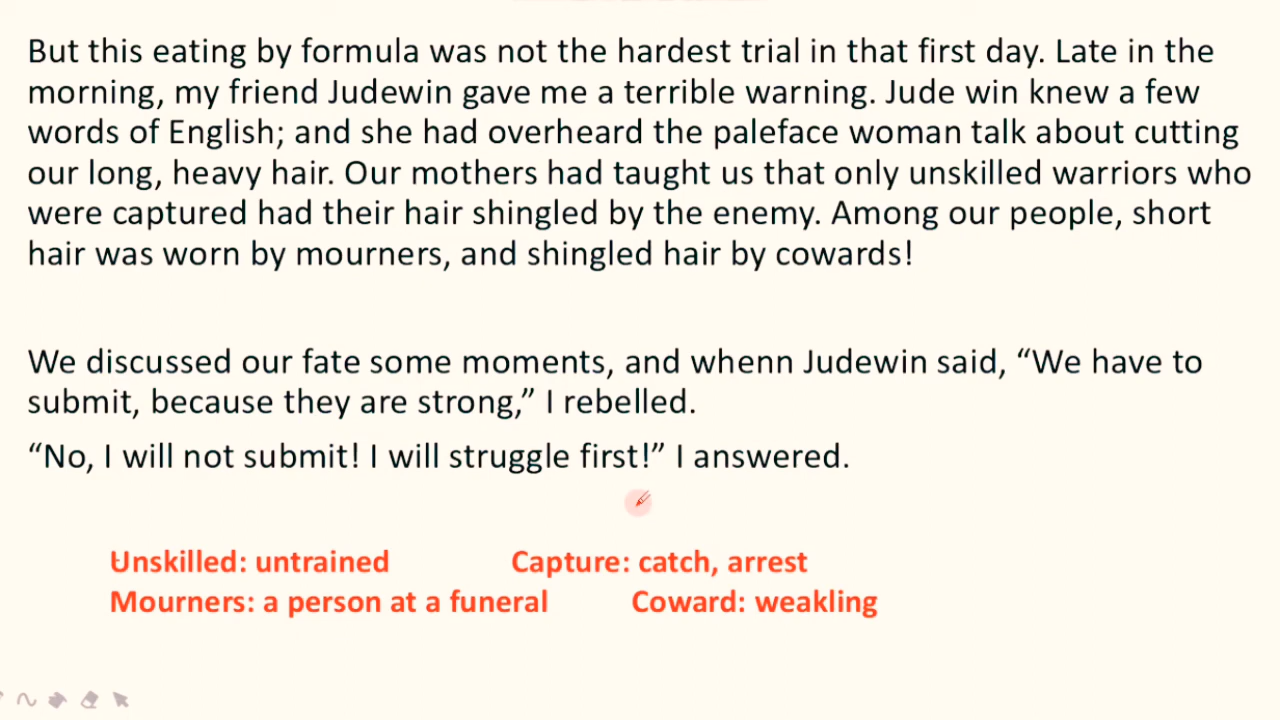 But this eating by formula was not the hardest trial in that first day. Late in the
morning, my friend Judewin gave me a terrible warning. Jude win knew a few
words of English; and she had overheard the paleface woman talk about cutting
our long, heavy hair. Our mothers had taught us that only unskilled warriors who
were captured had their hair shingled by the enemy. Among our people, short
hair was worn by mourners, and shingled hair by cowards!
We discussed our fate some moments, and whenn Judewin said, “We have to
submit, because they are strong,” I rebelled.
“No, I will not submit! I will struggle first!” I answered.
Unskilled: untrained Capture: catch, arrest
Mourners: a person at a funeral Coward: weakling